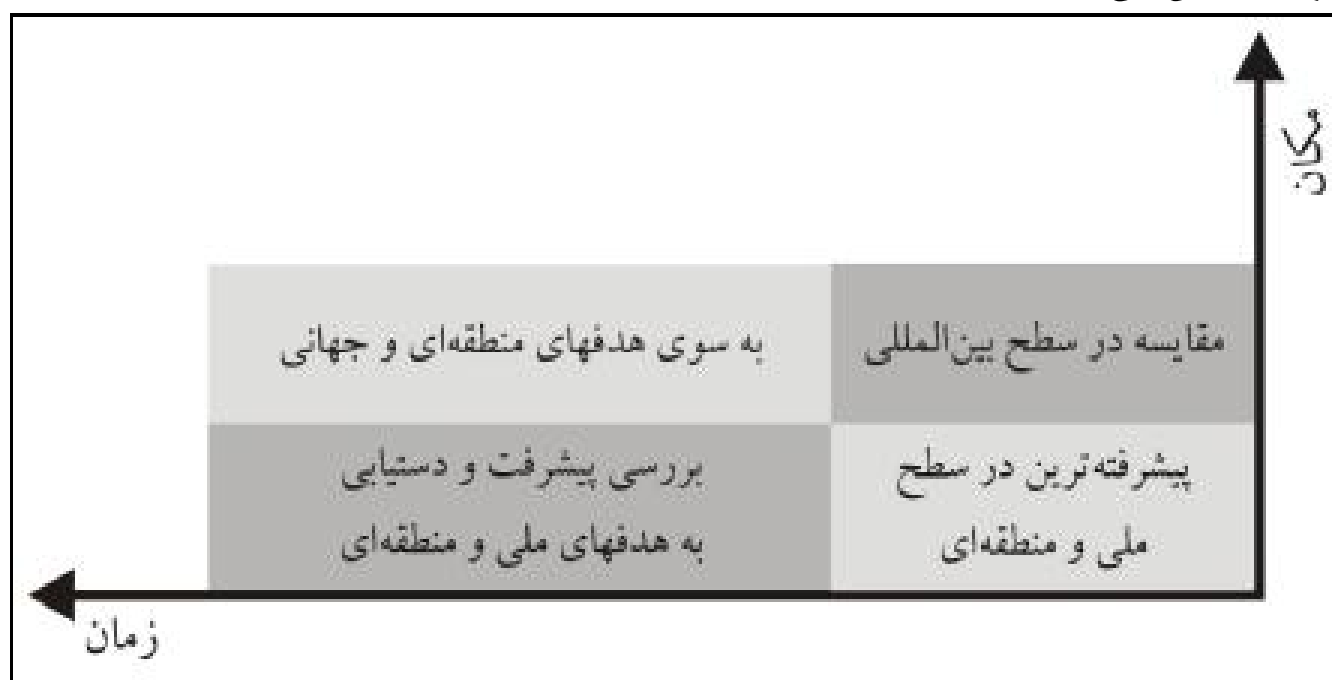 مکان
مقایسه در سطح بین‌المللی
به سوی هدفهای منطقه‌ای و جهانی
پیشرفته‌ترین در سطح
ملی و منطقه‌ای
بررسی پیشرفت و دستیابی
به هدفهای ملی و منطقه‌ای
زمان